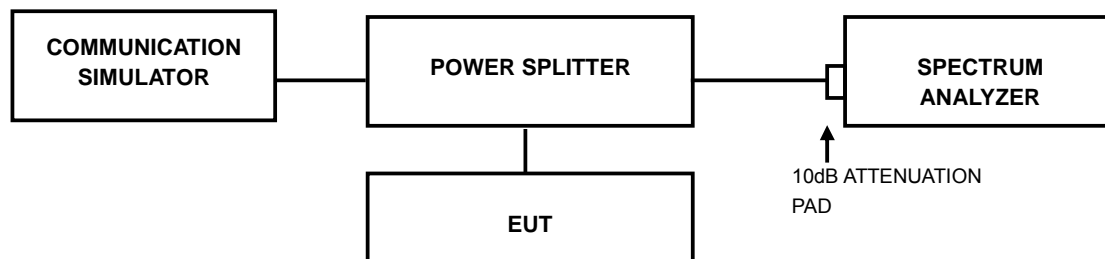 COMMUNICATION
SIMULATOR
POWER SPLITTER
SPECTRUM
ANALYZER
10dB ATTENUATION
PAD
EUT